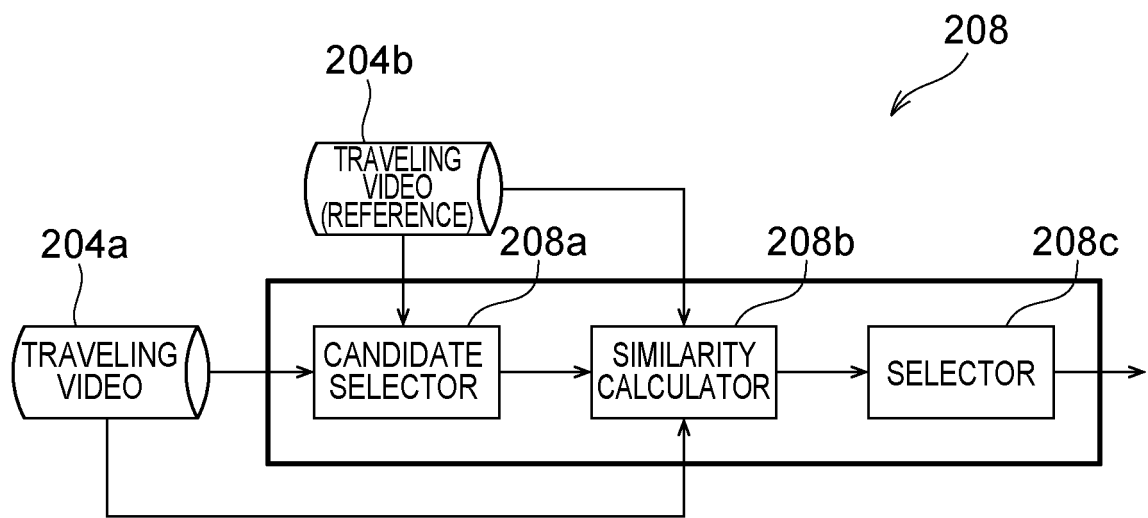 208
204b
TRAVELING
VIDEO
(REFERENCE)
204a
208a
208b
208c
TRAVELING
VIDEO
CANDIDATE
SELECTOR
SIMILARITY
CALCULATOR
SELECTOR